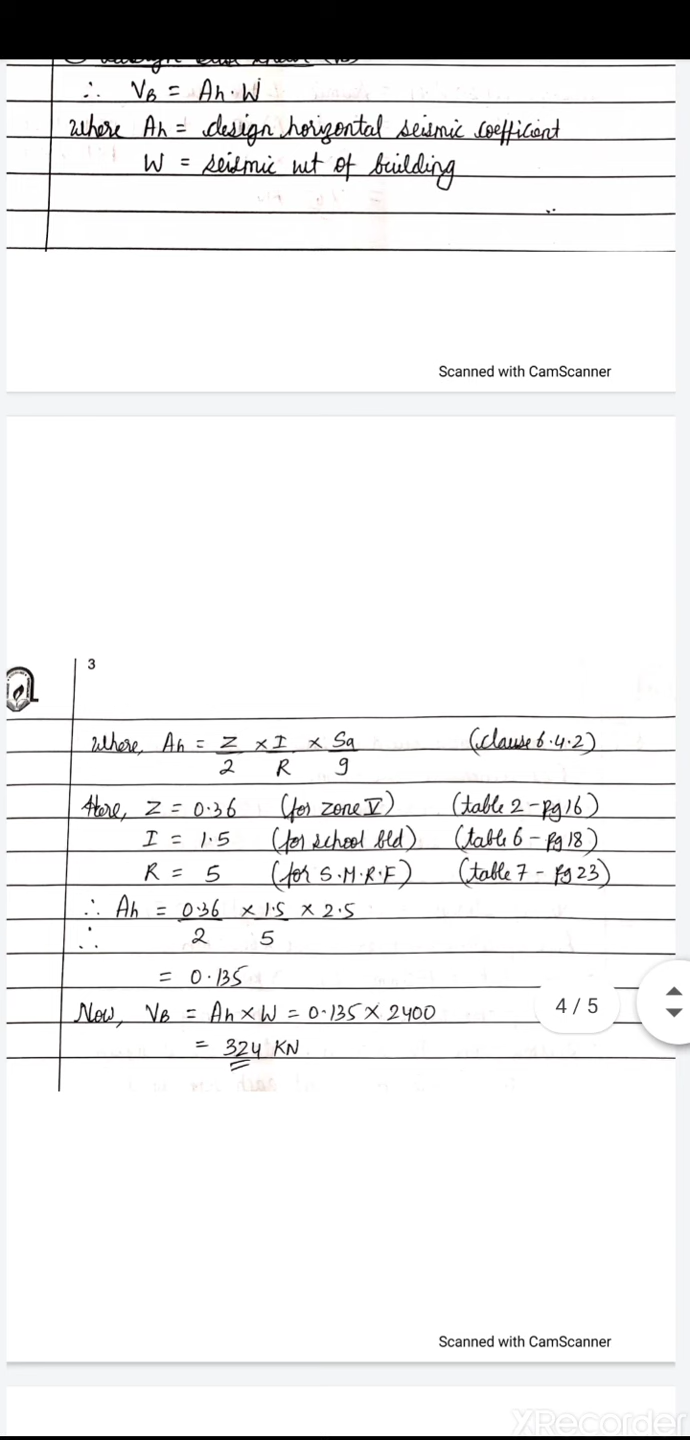 ∴ VB = Ah·W
where Ah = design horizontal seismic coefficient
W = seismic wt of building
Scanned with CamScanner
3
where, Ah = Z/2 × I/R × Sa/g (clause 6.4.2)
Here, Z = 0.36 (for zone V) (table 2 – pg 16)
I = 1.5 (for school bld) (table 6 – pg 18)
R = 5 (for S.M.R.F) (table 7 – pg 23)
∴ Ah = 0.36/2 × 1.5/5 × 2.5
∴
= 0.135
Now, VB = Ah × W = 0.135 × 2400
4 / 5
= 324 KN
Scanned with CamScanner
XRecorder